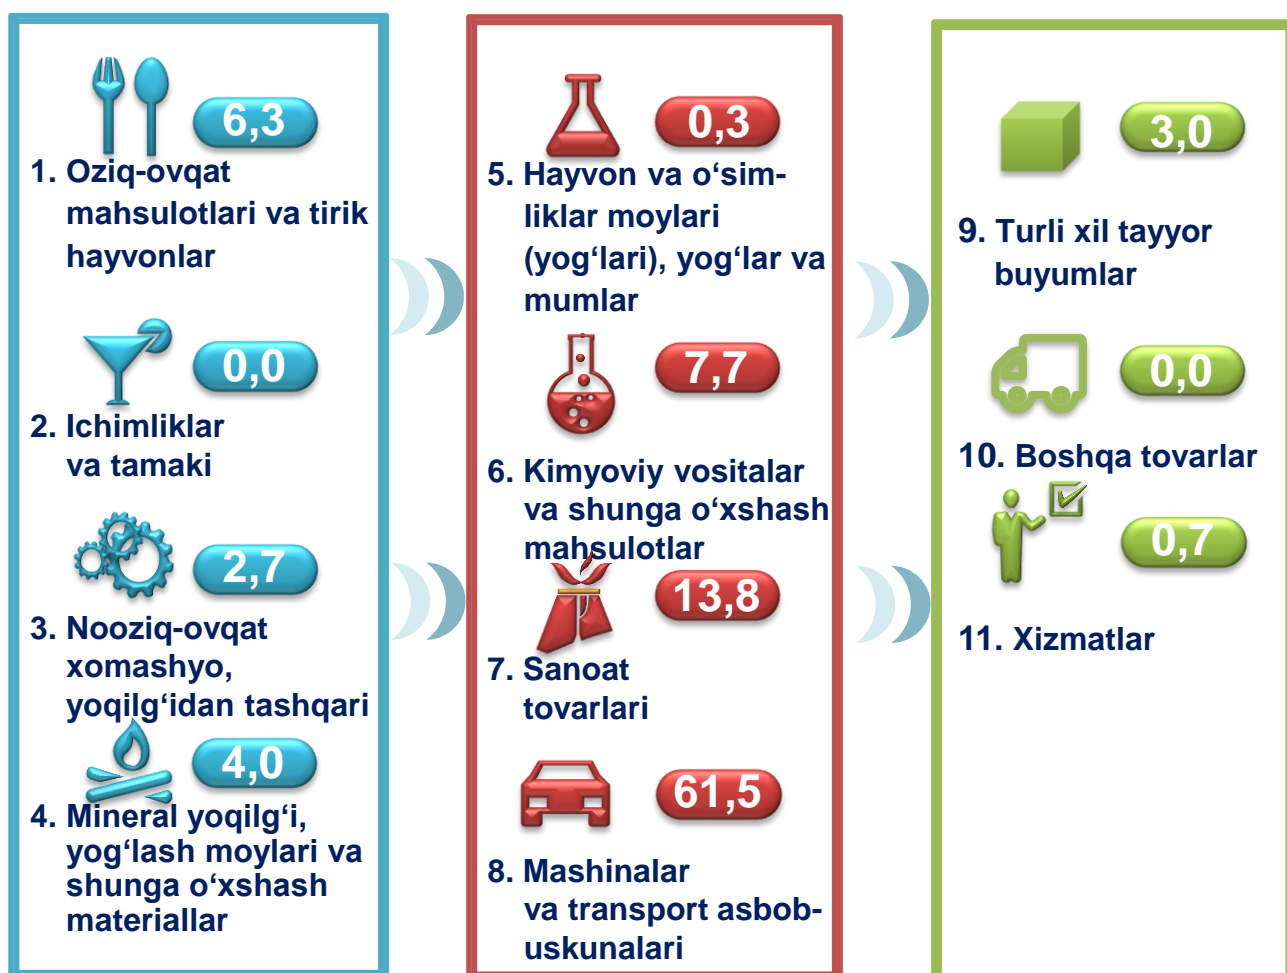 6,3
1. Oziq-ovqat
mahsulotlari va tirik
hayvonlar
0,0
2. Ichimliklar
va tamaki
2,7
3. Nooziq-ovqat
xomashyo,
yoqilg‘idan tashqari
4,0
4. Mineral yoqilg‘i,
yog‘lash moylari va
shunga o‘xshash
materiallar
0,3
5. Hayvon va o‘sim-
liklar moylari
(yog‘lari), yog‘lar va
mumlar
7,7
6. Kimyoviy vositalar
va shunga o‘xshash
mahsulotlar
13,8
7. Sanoat
tovarlari
61,5
8. Mashinalar
va transport asbob-
uskunalari
3,0
9. Turli xil tayyor
buyumlar
0,0
10. Boshqa tovarlar
0,7
11. Xizmatlar